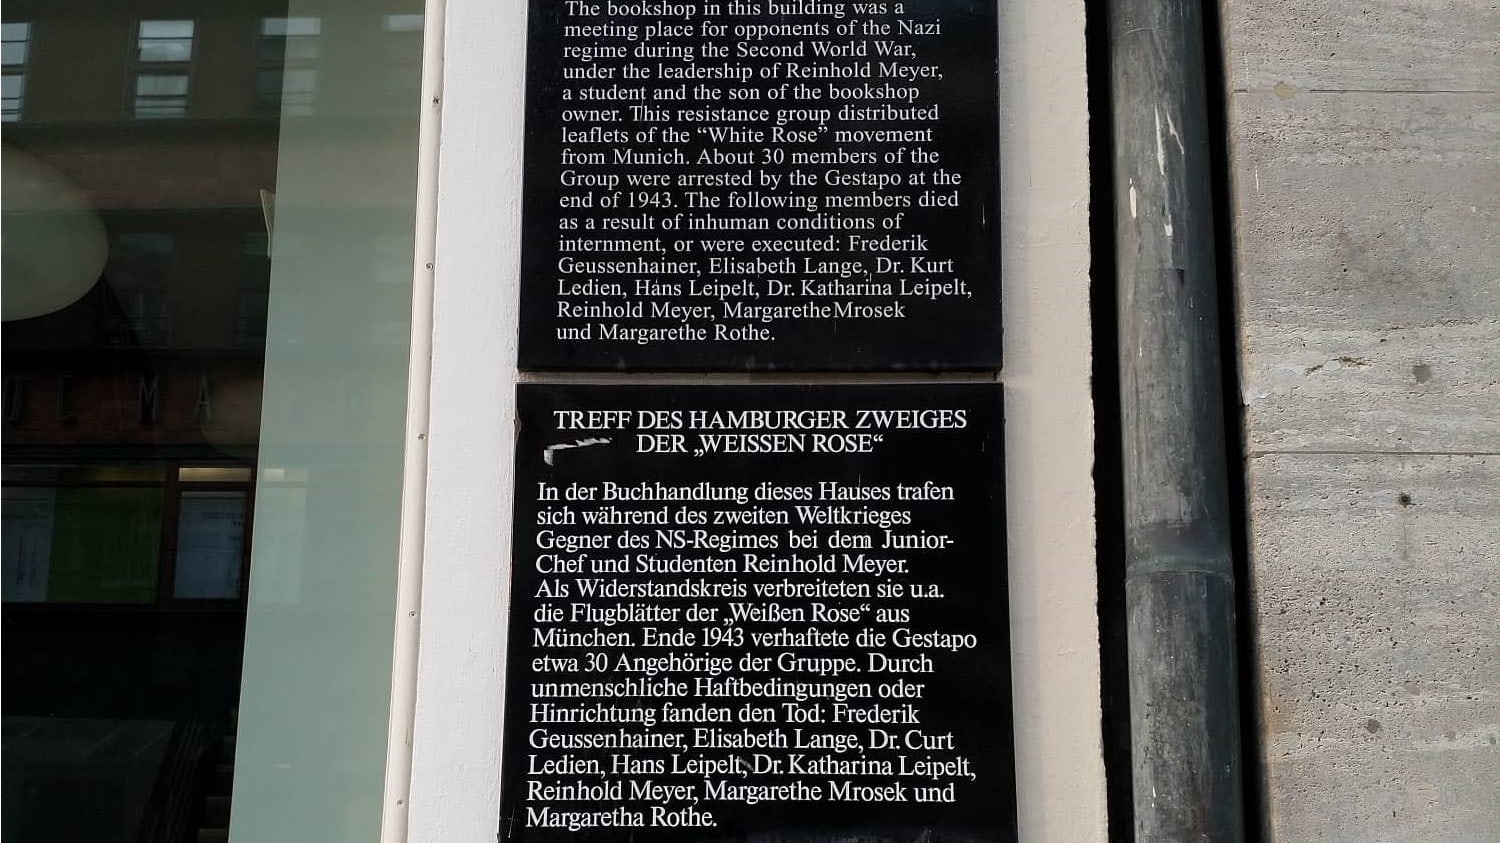 The bookshop in this building was a
meeting place for opponents of the Nazi
regime during the Second World War,
under the leadership of Reinhold Meyer,
a student and the son of the bookshop
owner. This resistance group distributed
leaflets of the “White Rose” movement
from Munich. About 30 members of the
Group were arrested by the Gestapo at the
end of 1943. The following members died
as a result of inhuman conditions of
internment, or were executed: Frederik
Geussenhainer, Elisabeth Lange, Dr. Kurt
Ledien, Hans Leipelt, Dr. Katharina Leipelt,
Reinhold Meyer, Margarethe Mrosek
und Margarethe Rothe.
TREFF DES HAMBURGER ZWEIGES
DER „WEISSEN ROSE“
In der Buchhandlung dieses Hauses trafen
sich während des zweiten Weltkrieges
Gegner des NS-Regimes bei dem Junior-
Chef und Studenten Reinhold Meyer.
Als Widerstandskreis verbreiteten sie u.a.
die Flugblätter der „Weißen Rose“ aus
München. Ende 1943 verhaftete die Gestapo
etwa 30 Angehörige der Gruppe. Durch
unmenschliche Haftbedingungen oder
Hinrichtung fanden den Tod: Frederik
Geussenhainer, Elisabeth Lange, Dr. Curt
Ledien, Hans Leipelt, Dr. Katharina Leipelt,
Reinhold Meyer, Margarethe Mrosek und
Margaretha Rothe.